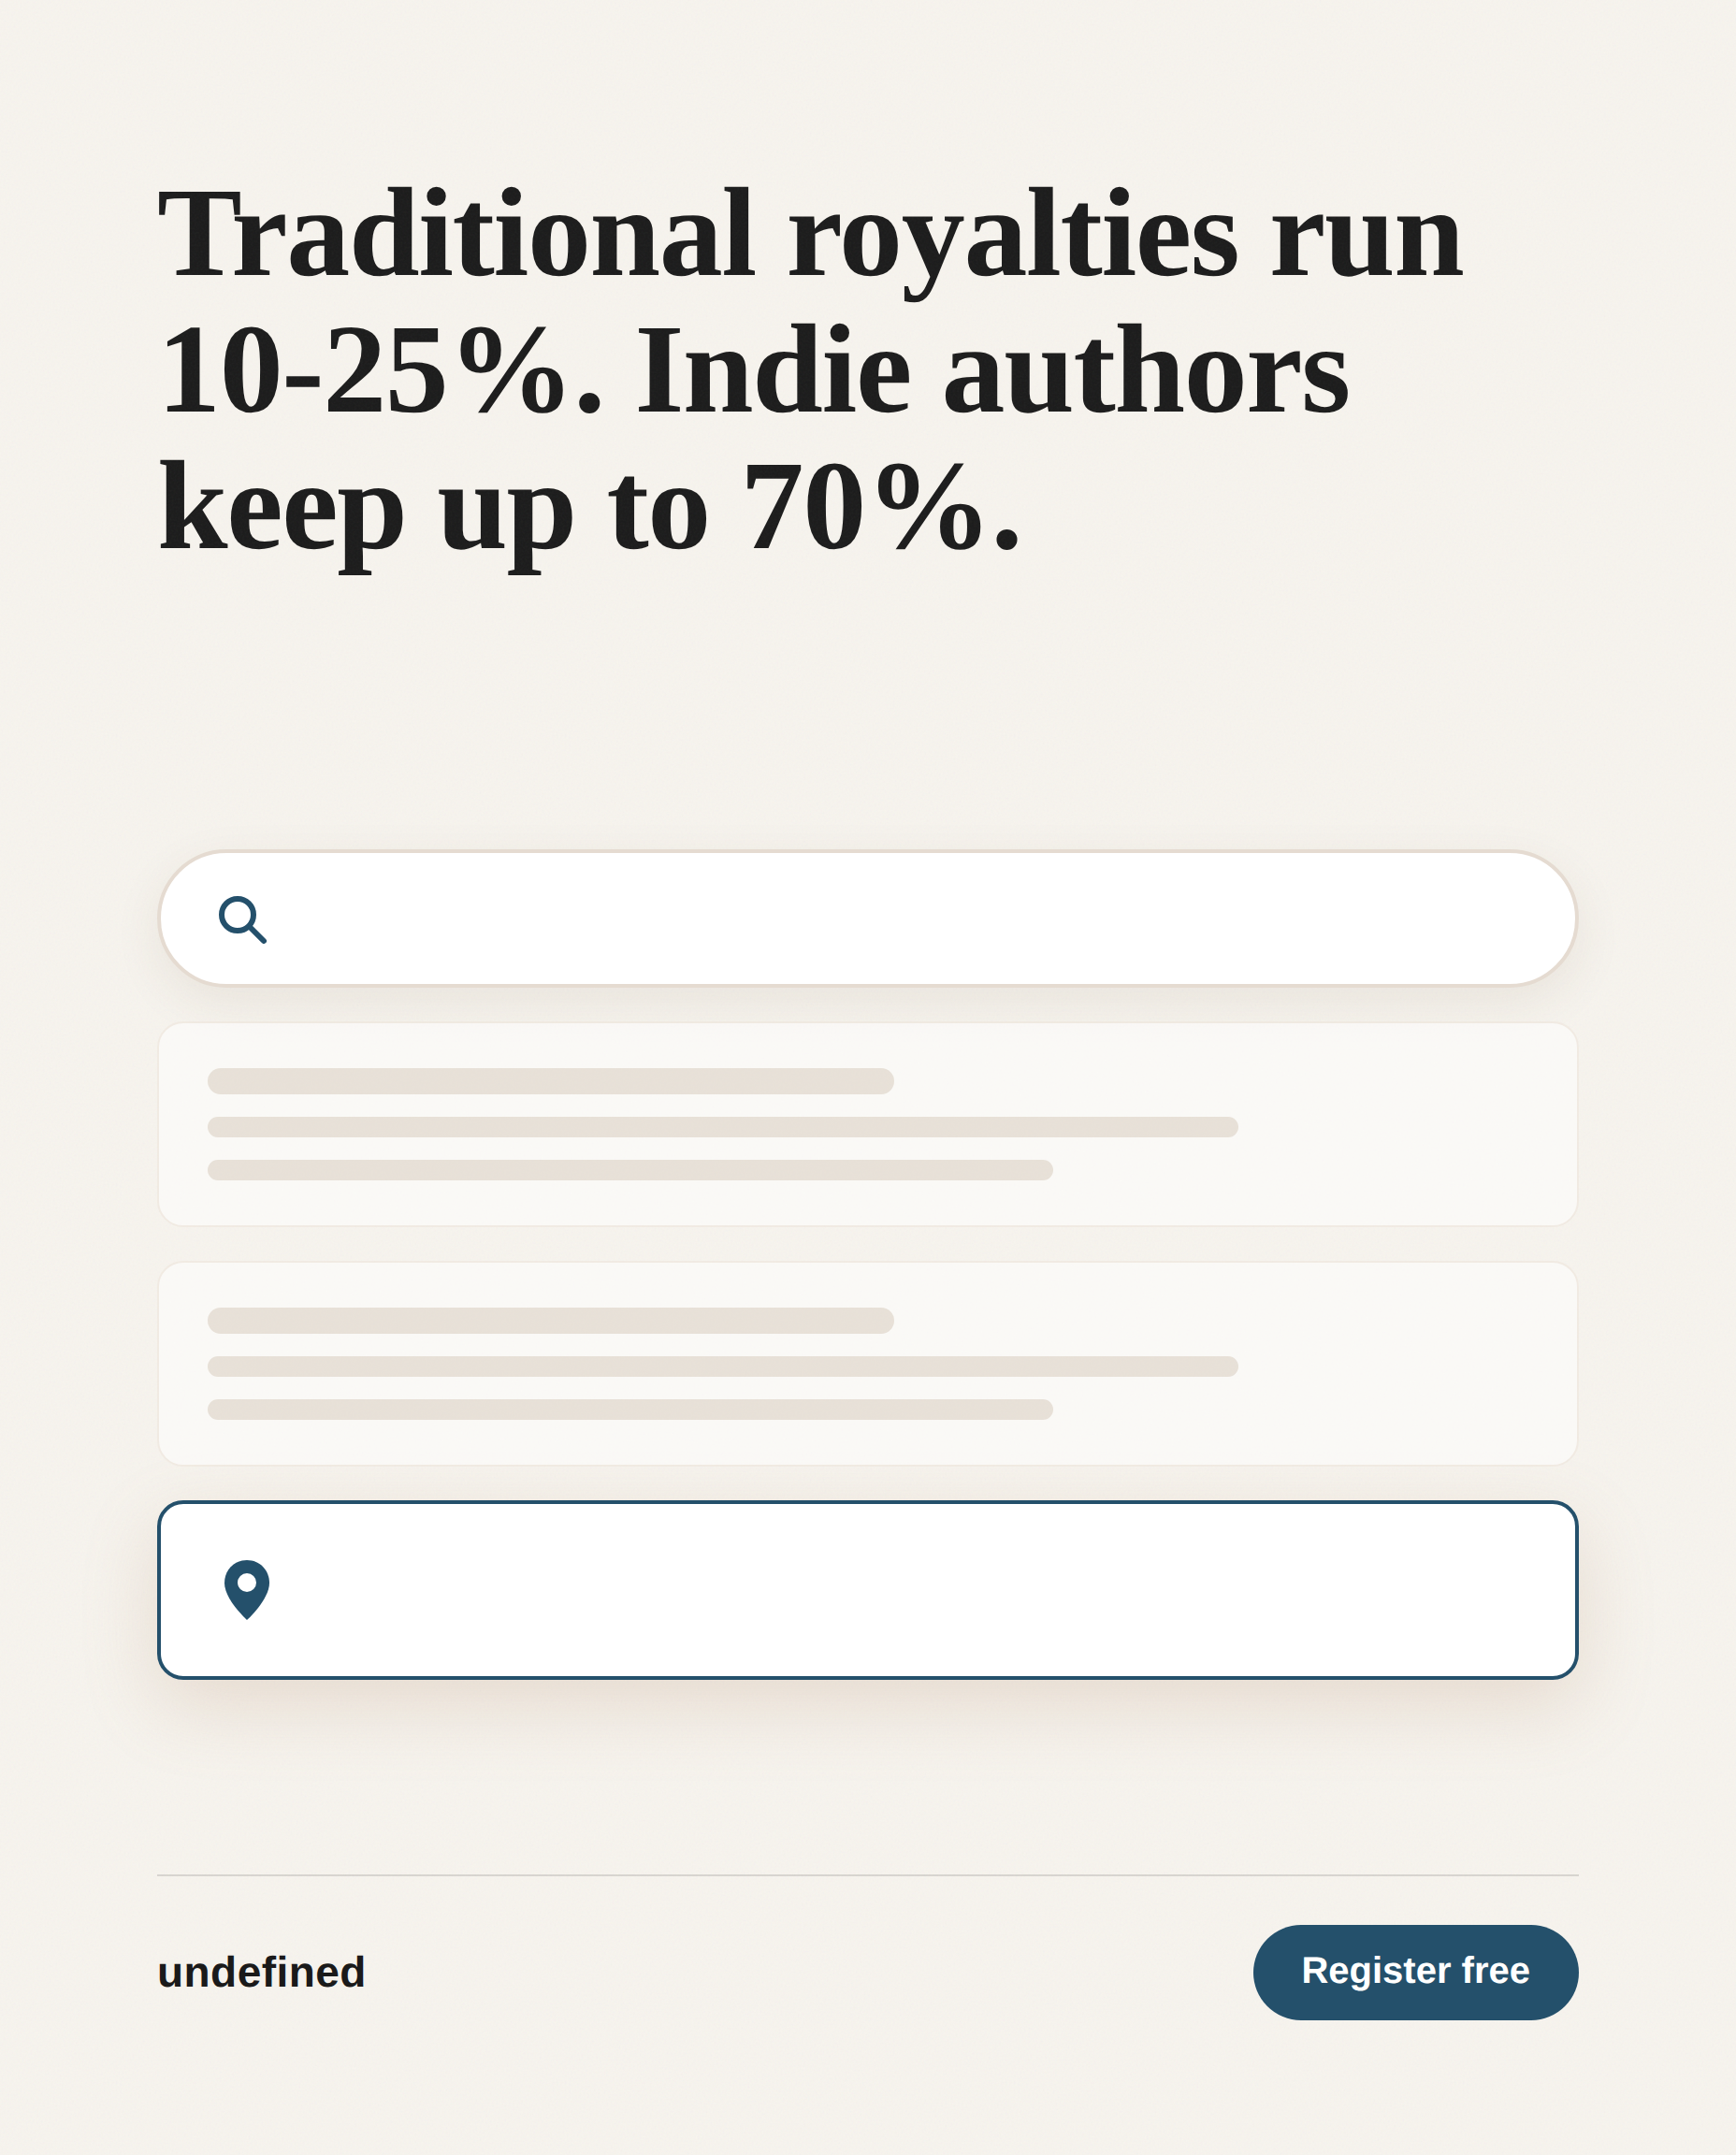 Traditional royalties run
10-25%. Indie authors
keep up to 70%.
undefined
Register free